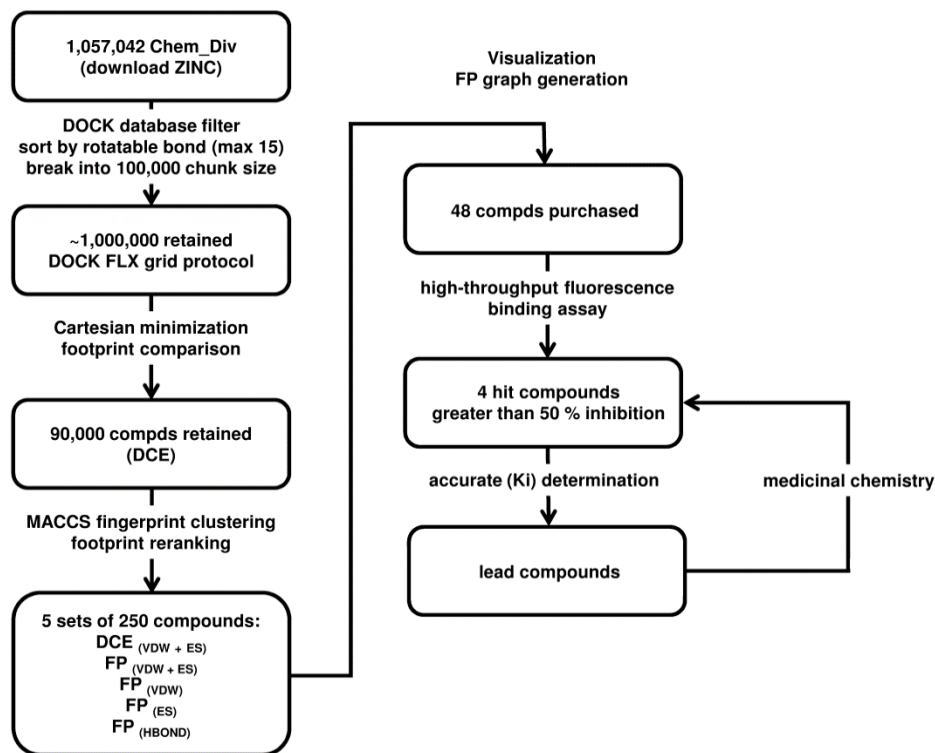 1,057,042 Chem_Div
(download ZINC)
DOCK database filter
sort by rotatable bond (max 15)
break into 100,000 chunk size
~1,000,000 retained
DOCK FLX grid protocol
Cartesian minimization
footprint comparison
90,000 compds retained
(DCE)
MACCS fingerprint clustering
footprint reranking
5 sets of 250 compounds:
DCE (VDW + ES)
FP (VDW + ES)
FP (VDW)
FP (ES)
FP (HBOND)
Visualization
FP graph generation
48 compds purchased
high-throughput fluorescence
binding assay
4 hit compounds
greater than 50 % inhibition
accurate (Ki) determination
medicinal chemistry
lead compounds